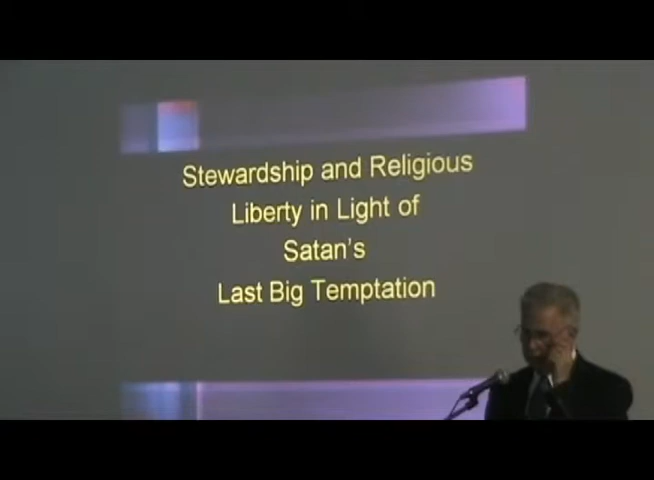 Stewardship and Religious
Liberty in Light of
Satan's
Last Big Temptation